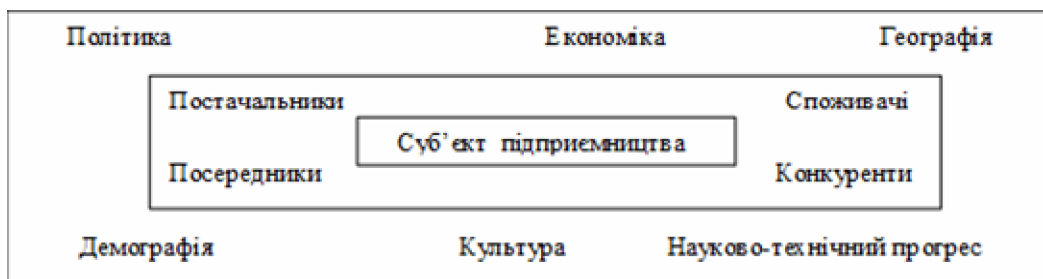 Політика Економіка Географія
Постачальники Споживачі
Суб’єкт підприємництва
Посередники Конкуренти
Демографія Культура Науково-технічний прогрес